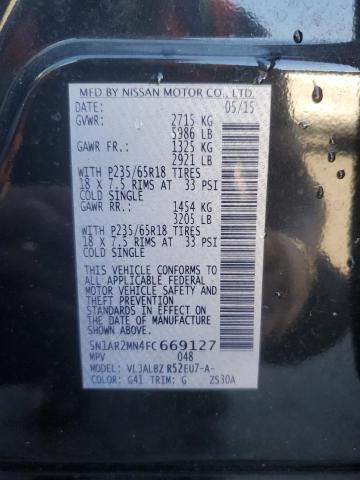 MFD BY NISSAN MOTOR CO., LTD.
DATE: 05/15
GVWR: 2715 KG
5986 LB
GAWR FR.: 1325 KG
2921 LB
WITH P235/65R18 TIRES
18 X 7.5 RIMS AT 33 PSI
COLD SINGLE
GAWR RR.: 1454 KG
3205 LB
WITH P235/65R18 TIRES
18 X 7.5 RIMS AT 33 PSI
COLD SINGLE
THIS VEHICLE CONFORMS TO
ALL APPLICABLE FEDERAL
MOTOR VEHICLE SAFETY
AND THEFT PREVENTION
STANDARDS IN EFFECT ON
THE DATE OF MANUFACTURE
SHOWN ABOVE.
5N1AR2MN4FC669127
MPV 048
MODEL: VLJALBZ R52EU7-A-
COLOR: G41 TRIM: G ZS30A